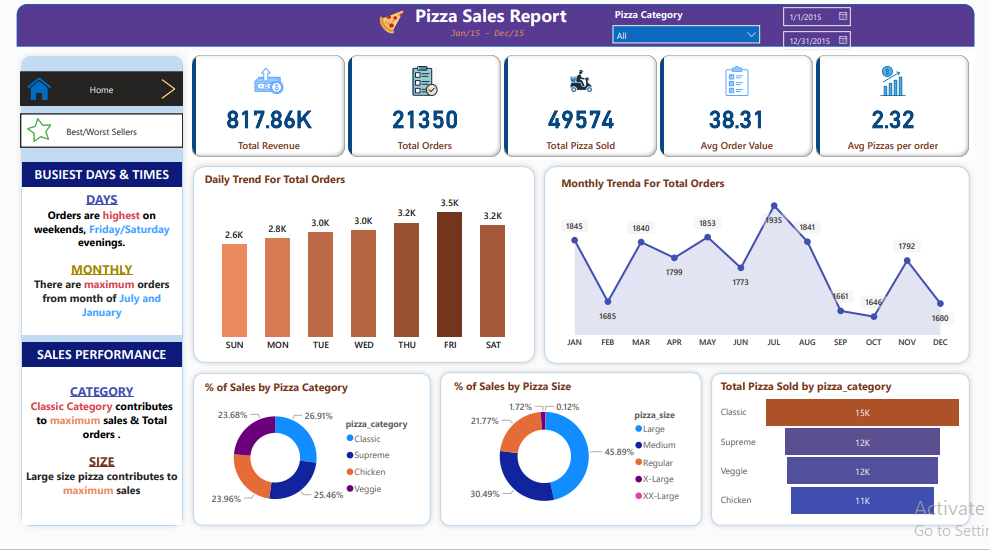 Pizza Sales Report
Jan/15 - Dec/15
Pizza Category
All
1/1/2015
12/31/2015
Home
Best/Worst Sellers
BUSIEST DAYS & TIMES
DAYS
Orders are highest on
weekends, Friday/Saturday
evenings.
MONTHLY
There are maximum orders
from month of July and
January
SALES PERFORMANCE
CATEGORY
Classic Category contributes
to maximum sales & Total
orders .
SIZE
Large size pizza contributes to
maximum sales
817.86K
Total Revenue
21350
Total Orders
49574
Total Pizza Sold
38.31
Avg Order Value
2.32
Avg Pizzas per order
Daily Trend For Total Orders
2.6K
2.8K
3.0K
3.0K
3.2K
3.5K
3.2K
SUN MON TUE WED THU FRI SAT
Monthly Trenda For Total Orders
1845
1685
1840
1799
1853
1773
1935
1841
1661
1646
1792
1680
JAN FEB MAR APR MAY JUN JUL AUG SEP OCT NOV DEC
% of Sales by Pizza Category
23.68%
26.91%
23.96%
25.46%
pizza_category
Classic
Supreme
Chicken
Veggie
% of Sales by Pizza Size
1.72%
0.12%
21.77%
45.89%
30.49%
pizza_size
Large
Medium
Regular
X-Large
XX-Large
Total Pizza Sold by pizza_category
Classic 15K
Supreme 12K
Veggie 12K
Chicken 11K
Activate
Go to Settin